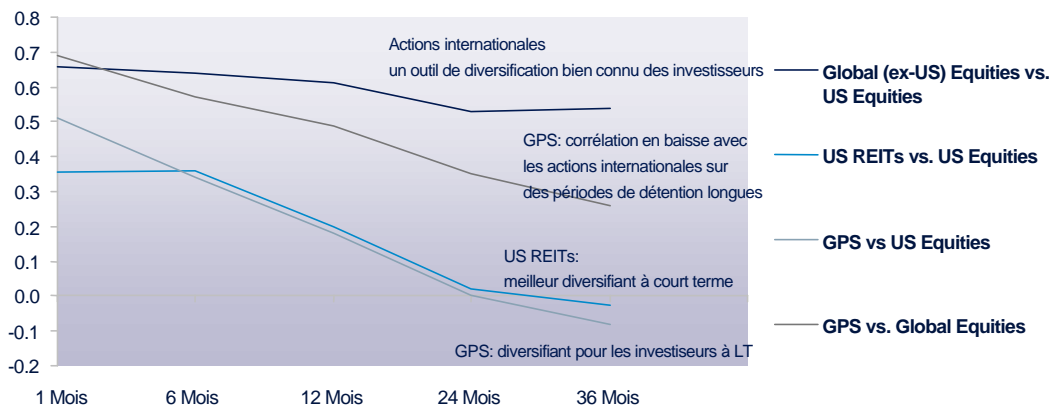 0.8
0.7
0.6
0.5
0.4
0.3
0.2
0.1
0.0
-0.1
-0.2
1 Mois
6 Mois
12 Mois
24 Mois
36 Mois
Actions internationales
un outil de diversification bien connu des investisseurs
GPS: corrélation en baisse avec
les actions internationales sur
des périodes de détention longues
US REITs:
meilleur diversifiant à court terme
GPS: diversifiant pour les investiseurs à LT
Global (ex-US) Equities vs.
US Equities
US REITs vs. US Equities
GPS vs US Equities
GPS vs. Global Equities